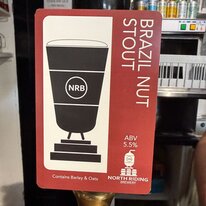 BRAZIL NUT
STOUT
NRB
ABV
5.5%
NORTH RIDING
BREWERY
Contains Barley & Oats